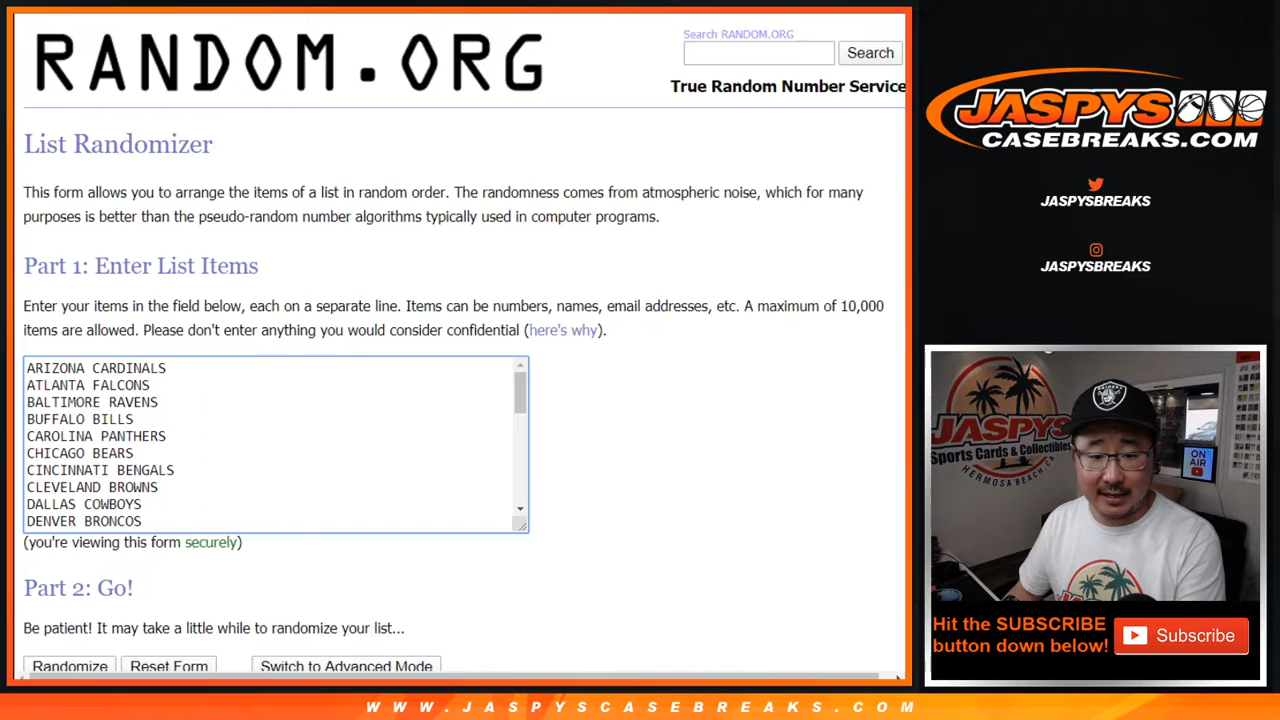 RANDOM.ORG
Search RANDOM.ORG
Search
True Random Number Service
List Randomizer
This form allows you to arrange the items of a list in random order. The randomness comes from atmospheric noise, which for many
purposes is better than the pseudo-random number algorithms typically used in computer programs.
Part 1: Enter List Items
Enter your items in the field below, each on a separate line. Items can be numbers, names, email addresses, etc. A maximum of 10,000
items are allowed. Please don't enter anything you would consider confidential (here's why).
ARIZONA CARDINALS
ATLANTA FALCONS
BALTIMORE RAVENS
BUFFALO BILLS
CAROLINA PANTHERS
CHICAGO BEARS
CINCINNATI BENGALS
CLEVELAND BROWNS
DALLAS COWBOYS
DENVER BRONCOS
(you're viewing this form securely)
Part 2: Go!
Be patient! It may take a little while to randomize your list...
Randomize
Reset Form
Switch to Advanced Mode
JASPYS
CASEBREAKS.COM
JASPYSBREAKS
JASPYSBREAKS
JASPYS
Sports Cards & Collectibles
HERMOSA BEACH, CA
RAIDERS
ON
AIR
Hit the SUBSCRIBE
button down below!
Subscribe
WWW.JASPYSCASEBREAKS.COM